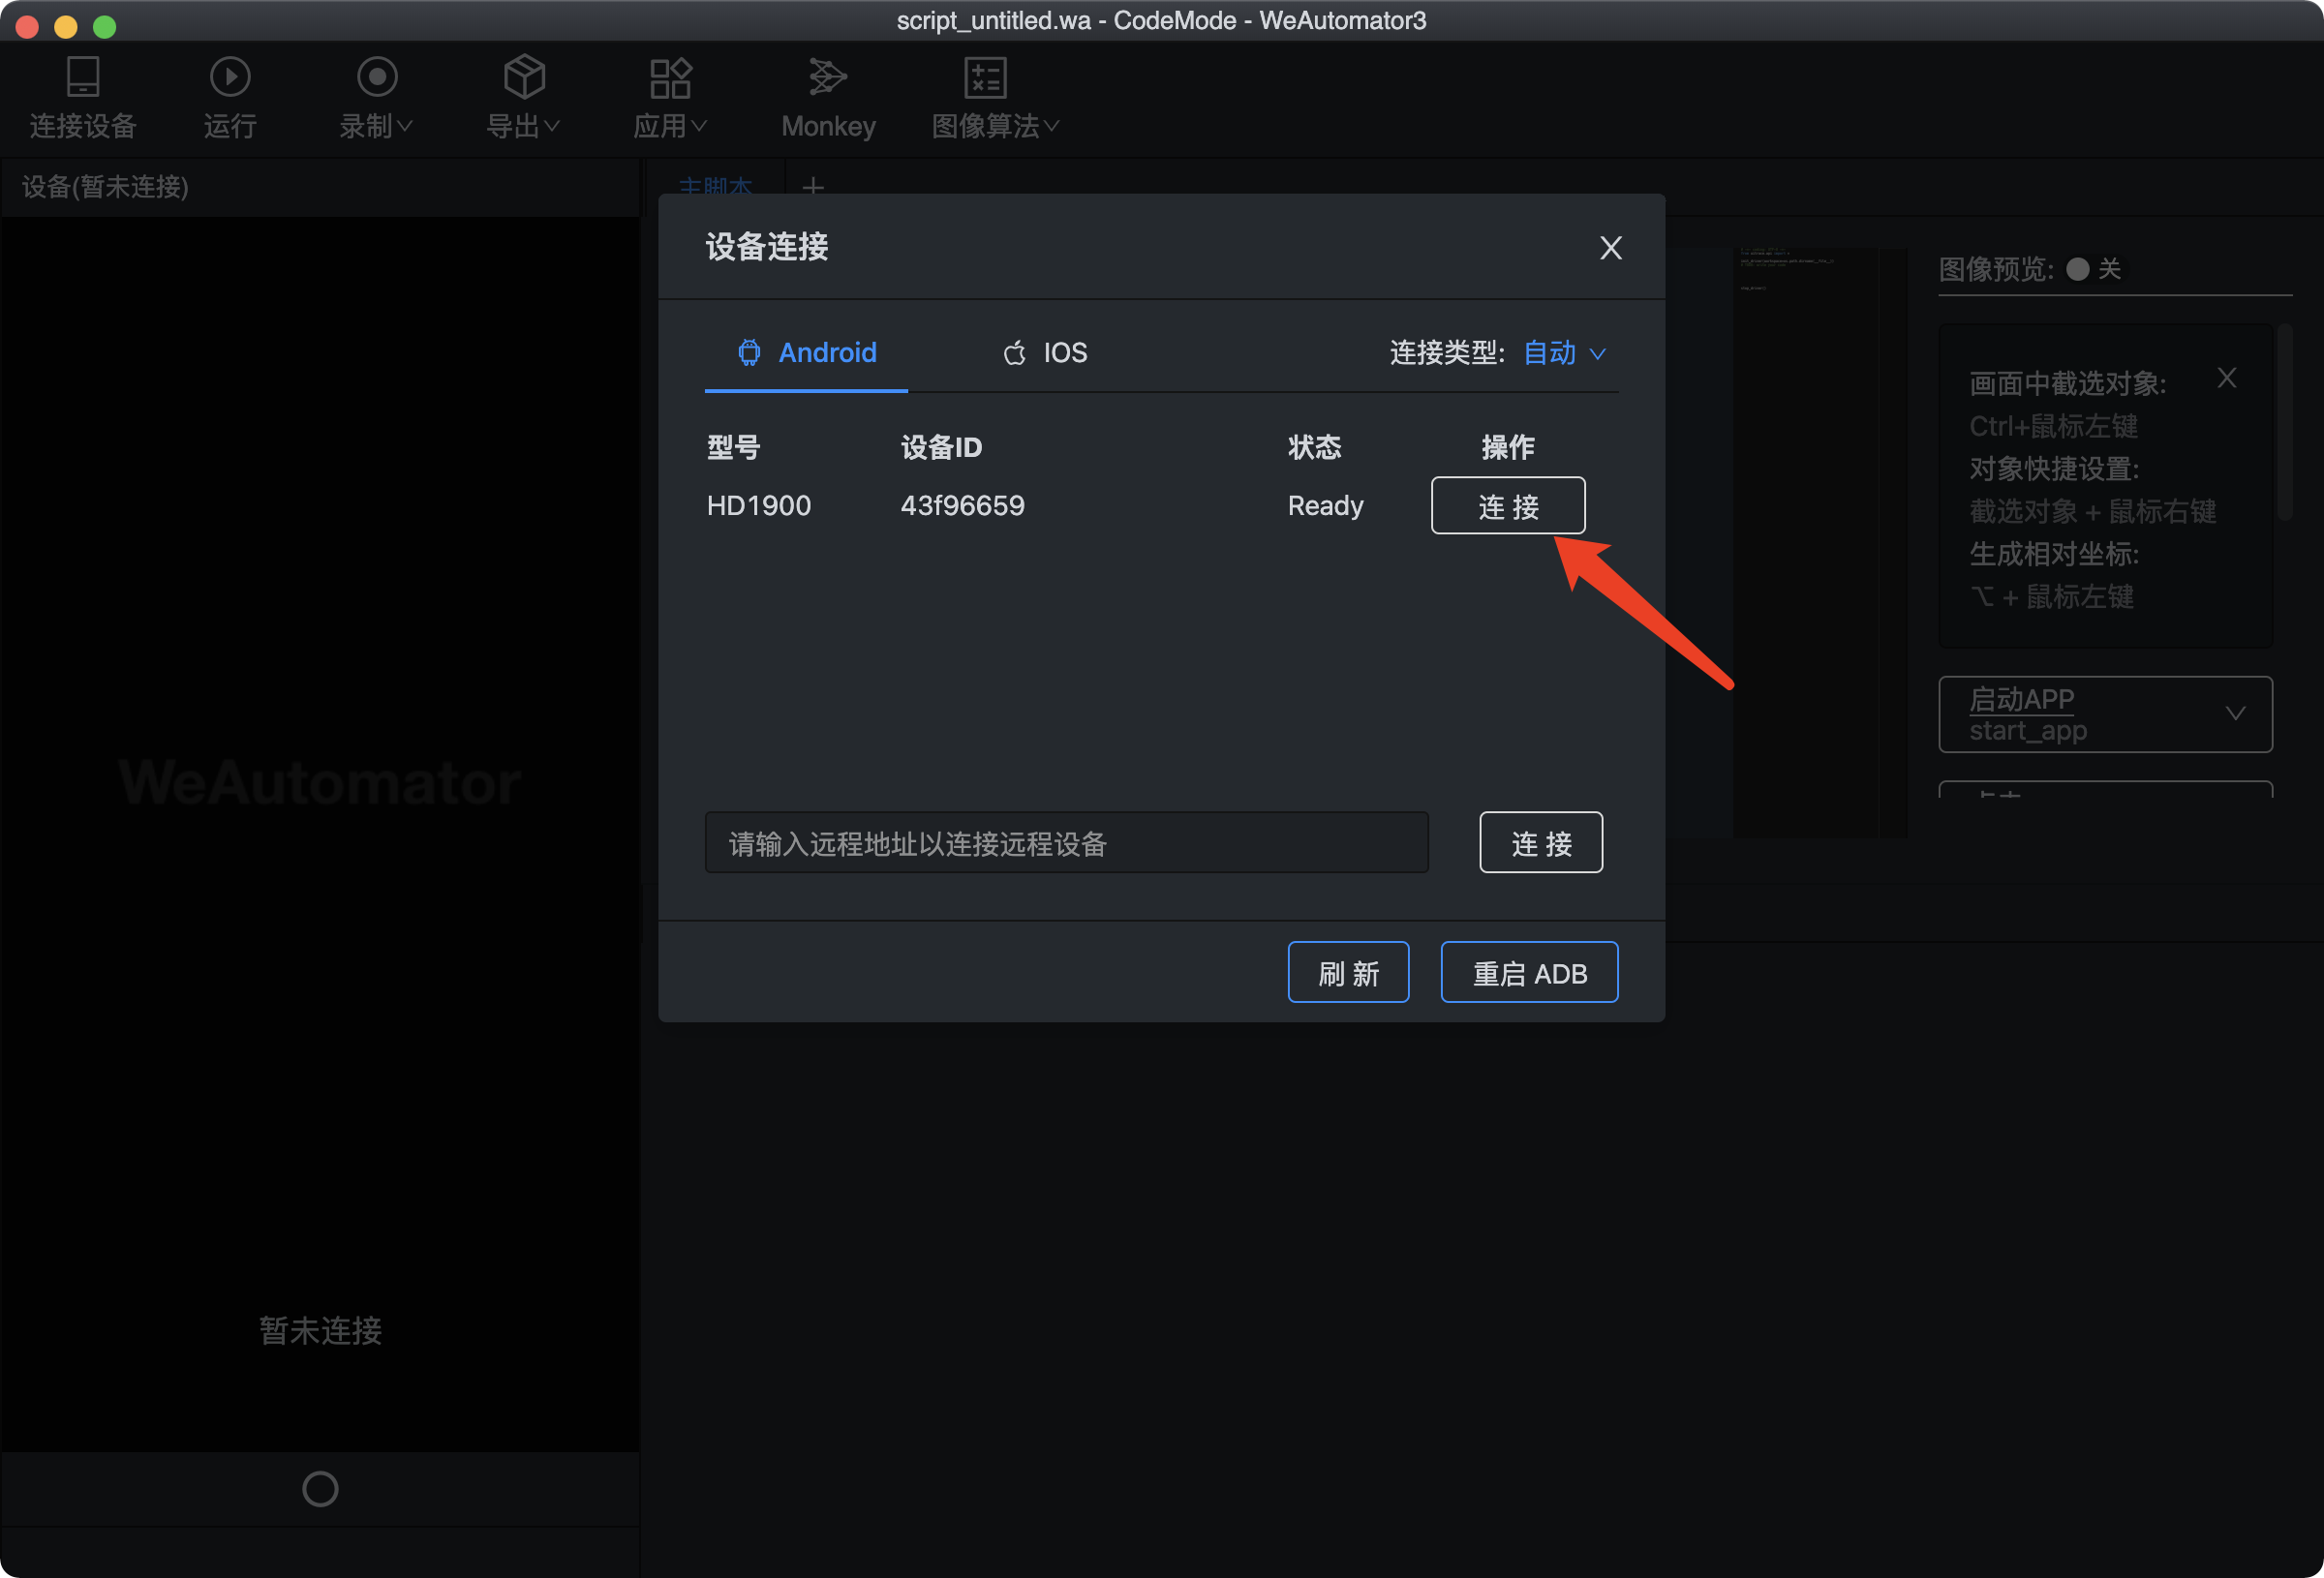 script_untitled.wa - CodeMode - WeAutomator3
连接设备
运行
录制
导出
应用
Monkey
图像算法
设备(暂未连接)
主脚本
设备连接
Android
IOS
连接类型: 自动
型号 设备ID 状态 操作
HD1900 43f96659 Ready 连 接
请输入远程地址以连接远程设备
连 接
刷 新
重启 ADB
图像预览: 关
画面中截选对象:
Ctrl+鼠标左键
对象快捷设置:
截选对象 + 鼠标右键
生成相对坐标:
⌥ + 鼠标左键
启动APP
start_app
WeAutomator
暂未连接